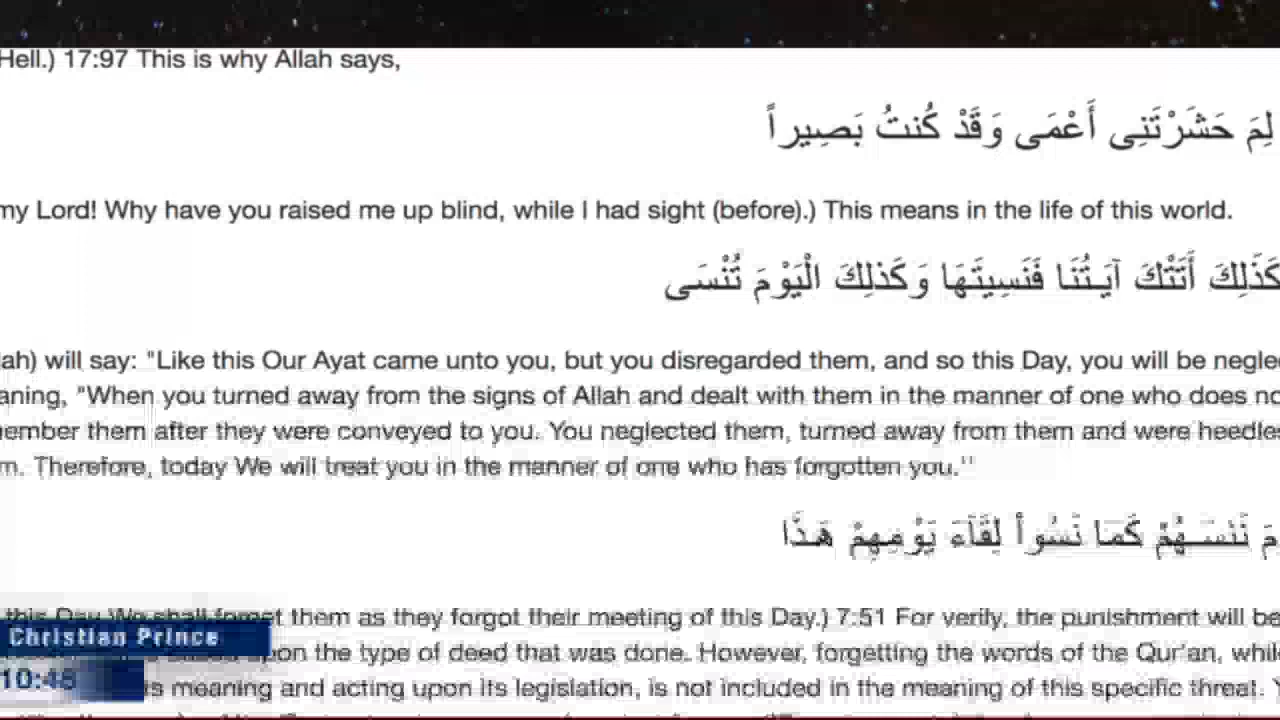 Hell.) 17:97 This is why Allah says,
لِمَ حَشَرْتَنِى أَعْمَى وَقَدْ كُنتُ بَصِيراً
my Lord! Why have you raised me up blind, while I had sight (before).) This means in the life of this world.
كَذَلِكَ أَتَتْكَ آيَـتُنَا فَنَسِيتَهَا وَكَذلِكَ الْيَوْمَ تُنْسَى
lah) will say: "Like this Our Ayat came unto you, but you disregarded them, and so this Day, you will be negle
aning, "When you turned away from the signs of Allah and dealt with them in the manner of one who does no
ember them after they were conveyed to you. You neglected them, turned away from them and were heedles
m. Therefore, today We will treat you in the manner of one who has forgotten you.''
مَ نَنسَـهُمْ كَمَا نَسُواْ لِقَآءَ يَوْمِهِمْ هَـذَا
this Day We shall forget them as they forgot their meeting of this Day.) 7:51 For verily, the punishment will be
Christian Prince
upon the type of deed that was done. However, forgetting the words of the Qur'an, whil
10:48
its meaning and acting upon its legislation, is not included in the meaning of this specific threat. Y